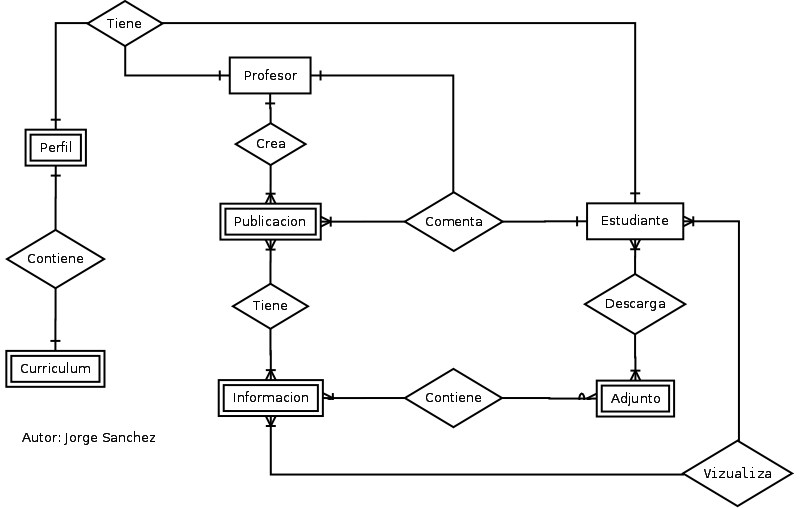 Tiene
Profesor
Perfil
Crea
Publicacion
Comenta
Estudiante
Contiene
Tiene
Descarga
Curriculum
Informacion
Contiene
Adjunto
Autor: Jorge Sanchez
Vizualiza